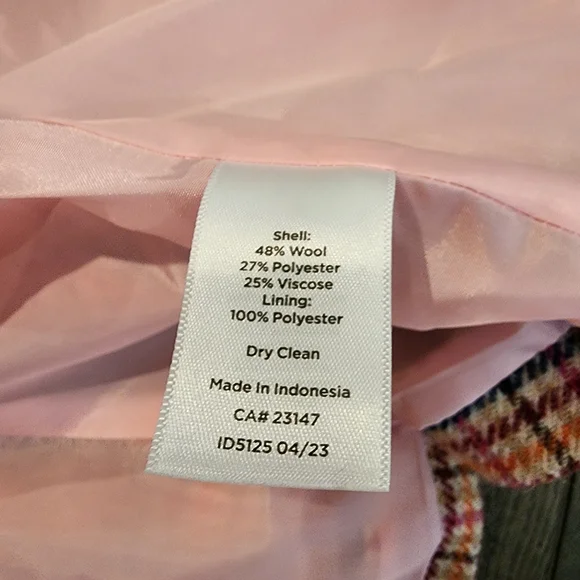 Shell:
48% Wool
27% Polyester
25% Viscose
Lining:
100% Polyester
Dry Clean
Made In Indonesia
CA# 23147
ID5125 04/23